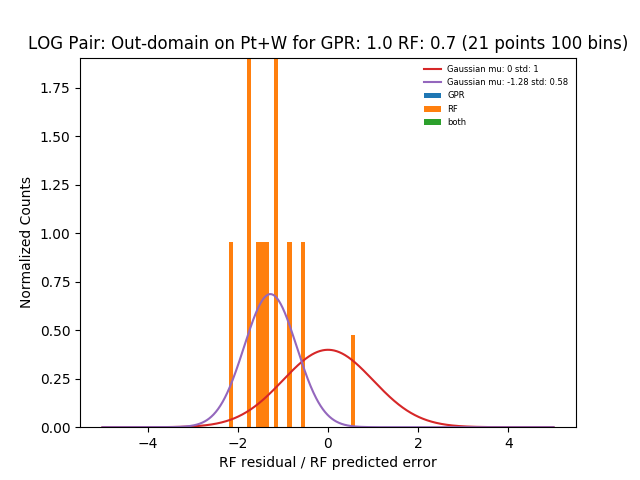 LOG Pair: Out-domain on Pt+W for GPR: 1.0 RF: 0.7 (21 points 100 bins)
Gaussian mu: 0 std: 1
Gaussian mu: -1.28 std: 0.58
GPR
RF
both
Normalized Counts
1.75
1.50
1.25
1.00
0.75
0.50
0.25
0.00
−4 −2 0 2 4
RF residual / RF predicted error